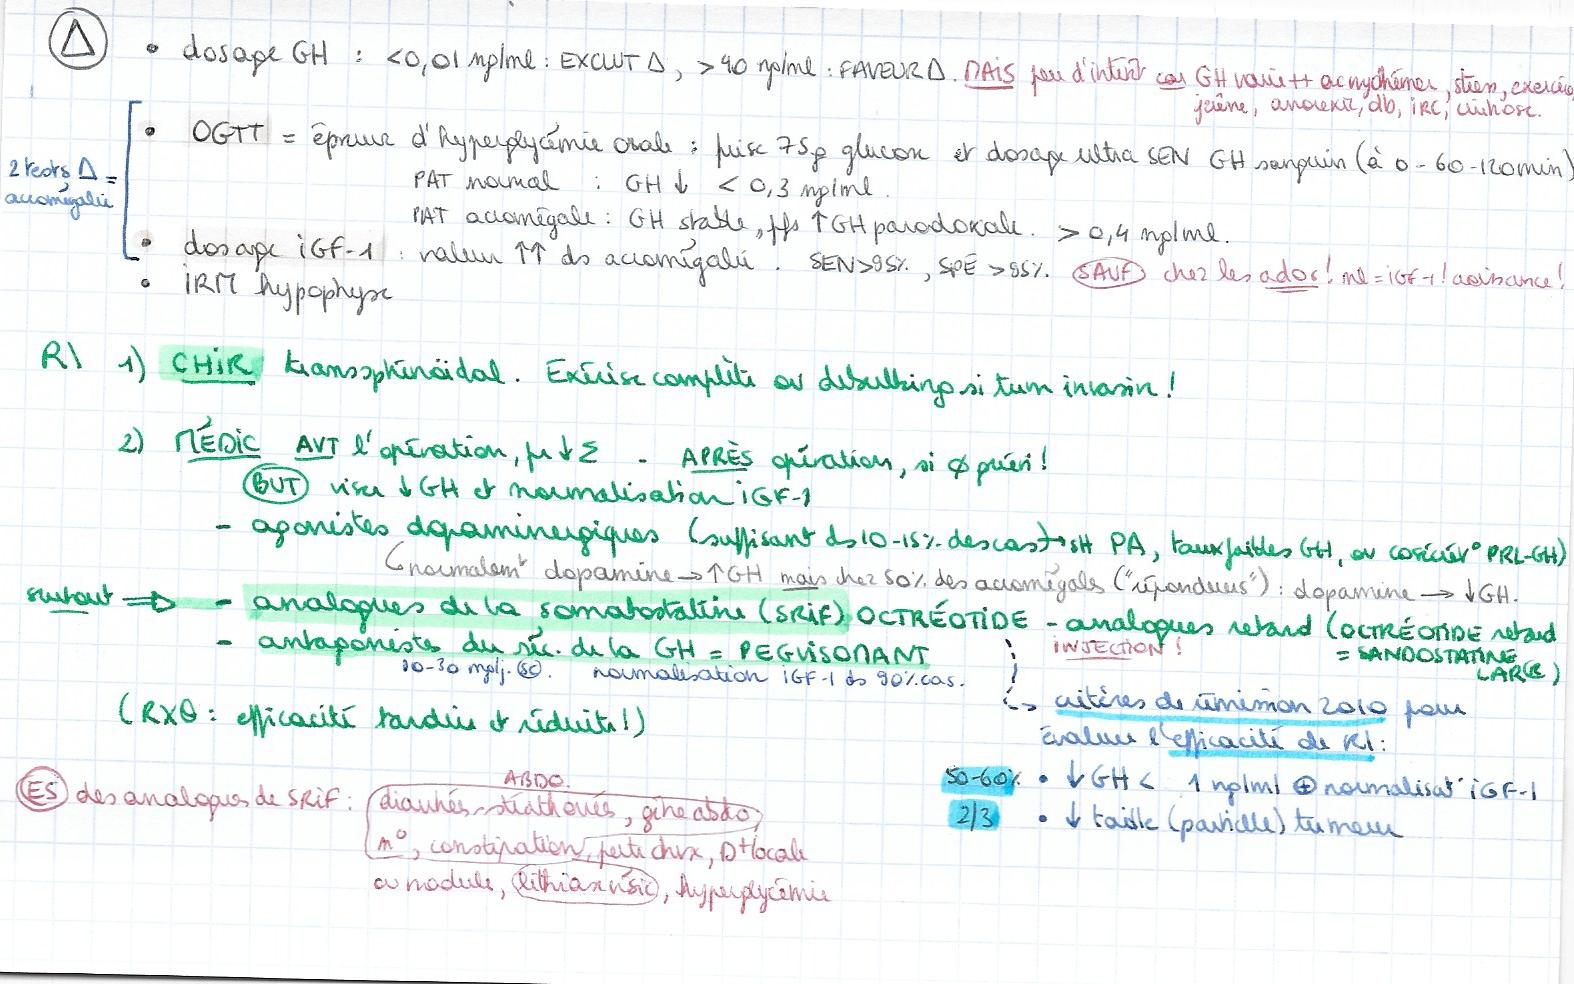 Δ
• dosage GH : <0,01 ng/ml : EXCLUT Δ, > 40 ng/ml : FAVEUR Δ. MAIS peu d'intért car GH varie ++ ac nycthémer, stress, exercice,
jeûne, anorexie, db, iRC, cirrhose.
2 tests Δ = acromégalie
• OGTT = épreuve d'hyperglycémie orale : prise 75g glucose et dosage ultra SEN GH sanguin (à 0 - 60 - 120min)
PAT normal : GH ↓ < 0,3 ng/ml.
PAT acromégale : GH stable, pfs ↑ GH paradoxale. > 0,4 ng/ml.
• dosage iGF-1 : valeur ↑↑ ds acromégalie. SEN >95%, SPE >95%. SAUF chez les ados ! ml = iGF-1 ! croissance !
• iRM hypophyse
R\ 1) CHiR transsphénoïdal. Exérèse complète ou debulking si tum invasive !
2) MÉDiC AVT l'opération, pr ↓ Σ - APRÈS opération, si ∅ guéri !
BUT viser ↓ GH et normalisation iGF-1
- agonistes dopaminergiques (suffisant ds 10-15% des cas → st PA, taux faibles GH, ou cosécrét° PRL-GH)
(normalemt dopamine → ↑GH mais chez 50% des acromégales ("répondeurs") : dopamine → ↓GH.
surtout ⇒ - analogues de la somatostatine (SRiF) OCTRÉOTIDE - analogues retard (OCTRÉOTIDE retard
= SANDOSTATINE LAR®)
INJECTION !
- antagonistes du réc. de la GH = PEGVISOMANT
10-30 mg/j. (SC) normalisation iGF-1 ds 90% cas.
(RXθ : efficacité tardive et réduite !)
↳ critères de rémission 2010 pour
évaluer l'efficacité de R\ :
50-60% • ↓ GH < 1 ng/ml ⊕ normalisat° iGF-1
2/3 • ↓ taille (partielle) tumeur
ES des analogues de SRiF : ABDO.
diarrhées, stéathorrée, gêne abdo,
m°, constipation, perte chvx, D+ locale
ou nodule, lithiase vésic, hyperglycémie